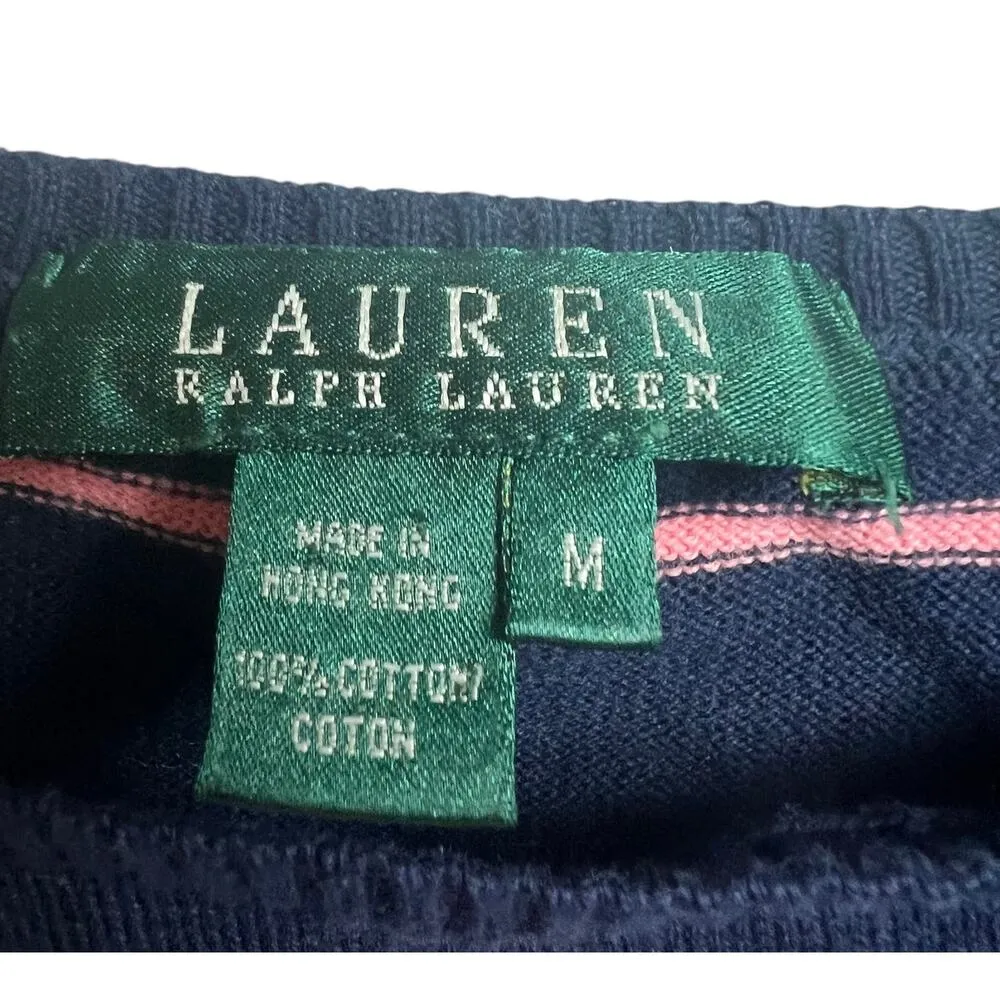 LAUREN
RALPH LAUREN
MADE IN
HONG KONG
M
100% COTTON/
COTON